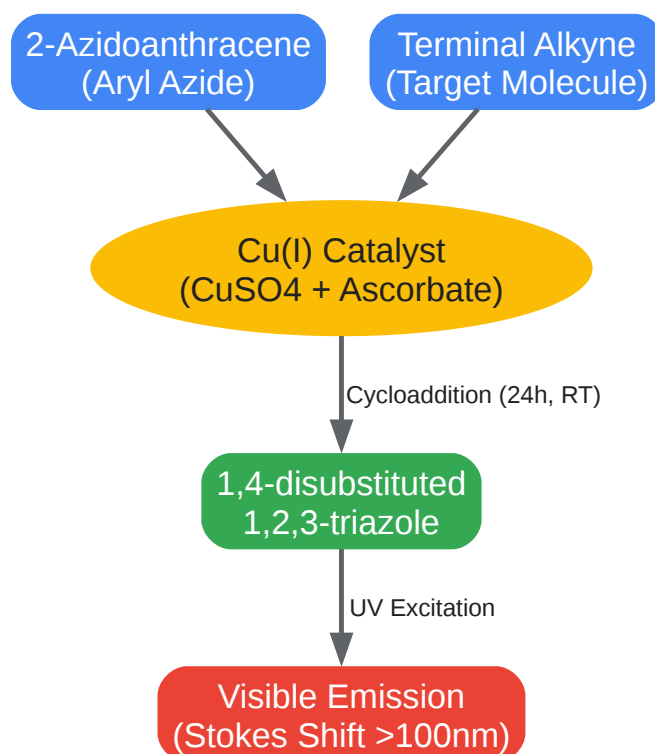 2-Azidoanthracene
(Aryl Azide)
Terminal Alkyne
(Target Molecule)
Cu(I) Catalyst
(CuSO4 + Ascorbate)
Cycloaddition (24h, RT)
1,4-disubstituted
1,2,3-triazole
UV Excitation
Visible Emission
(Stokes Shift >100nm)